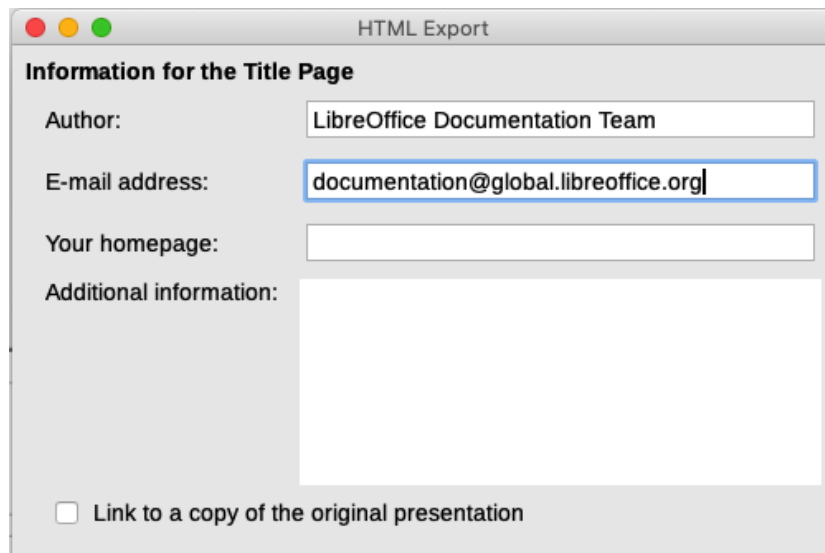 HTML Export
Information for the Title Page
Author: LibreOffice Documentation Team
E-mail address: documentation@global.libreoffice.org
Your homepage:
Additional information:
Link to a copy of the original presentation